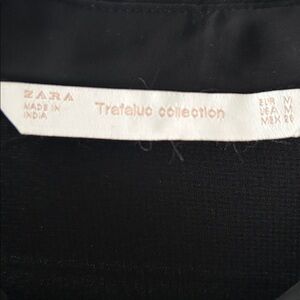 ZARA
MADE IN
INDIA
Trafaluc collection
EUR M
USA M
MEX 28